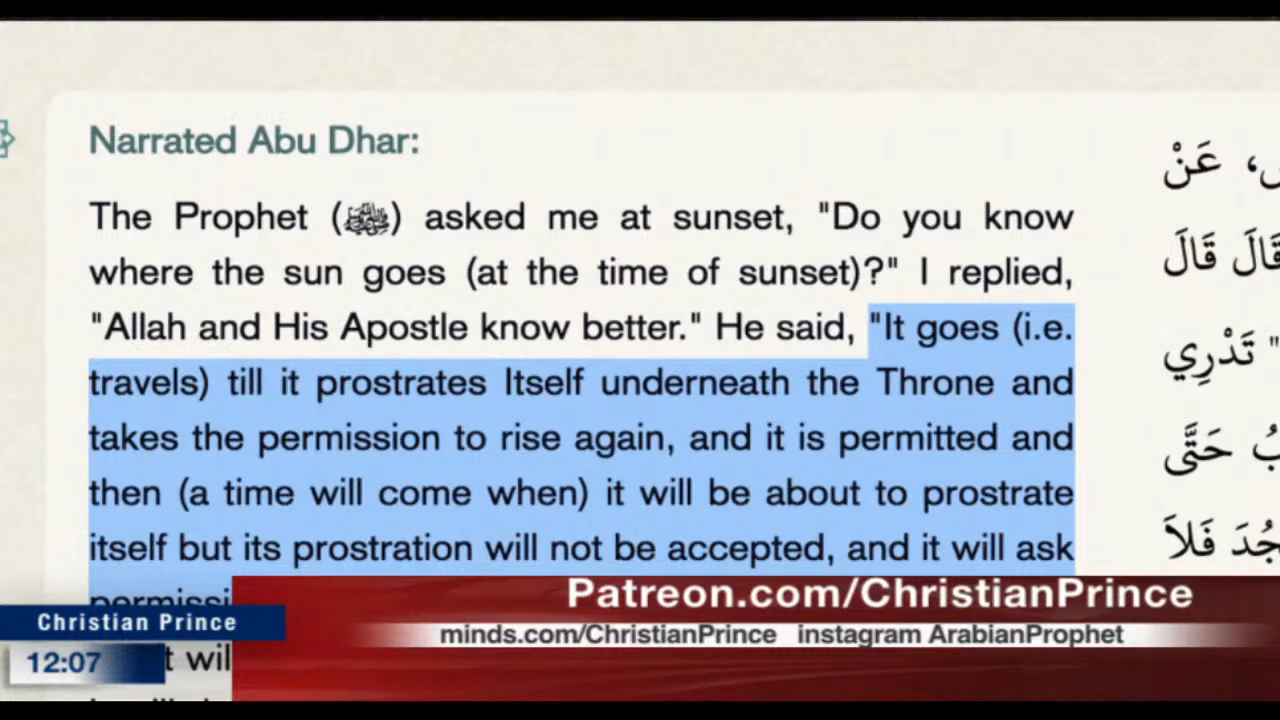 Narrated Abu Dhar:
The Prophet (ﷺ) asked me at sunset, "Do you know
where the sun goes (at the time of sunset)?" I replied,
"Allah and His Apostle know better." He said, "It goes (i.e.
travels) till it prostrates Itself underneath the Throne and
takes the permission to rise again, and it is permitted and
then (a time will come when) it will be about to prostrate
itself but its prostration will not be accepted, and it will ask
permissi
t wil
عَنْ
قَالَ قَالَ
" تَدْرِي
حَتَّى
فَلاَ
Patreon.com/ChristianPrince
Christian Prince
minds.com/ChristianPrince instagram ArabianProphet
12:07